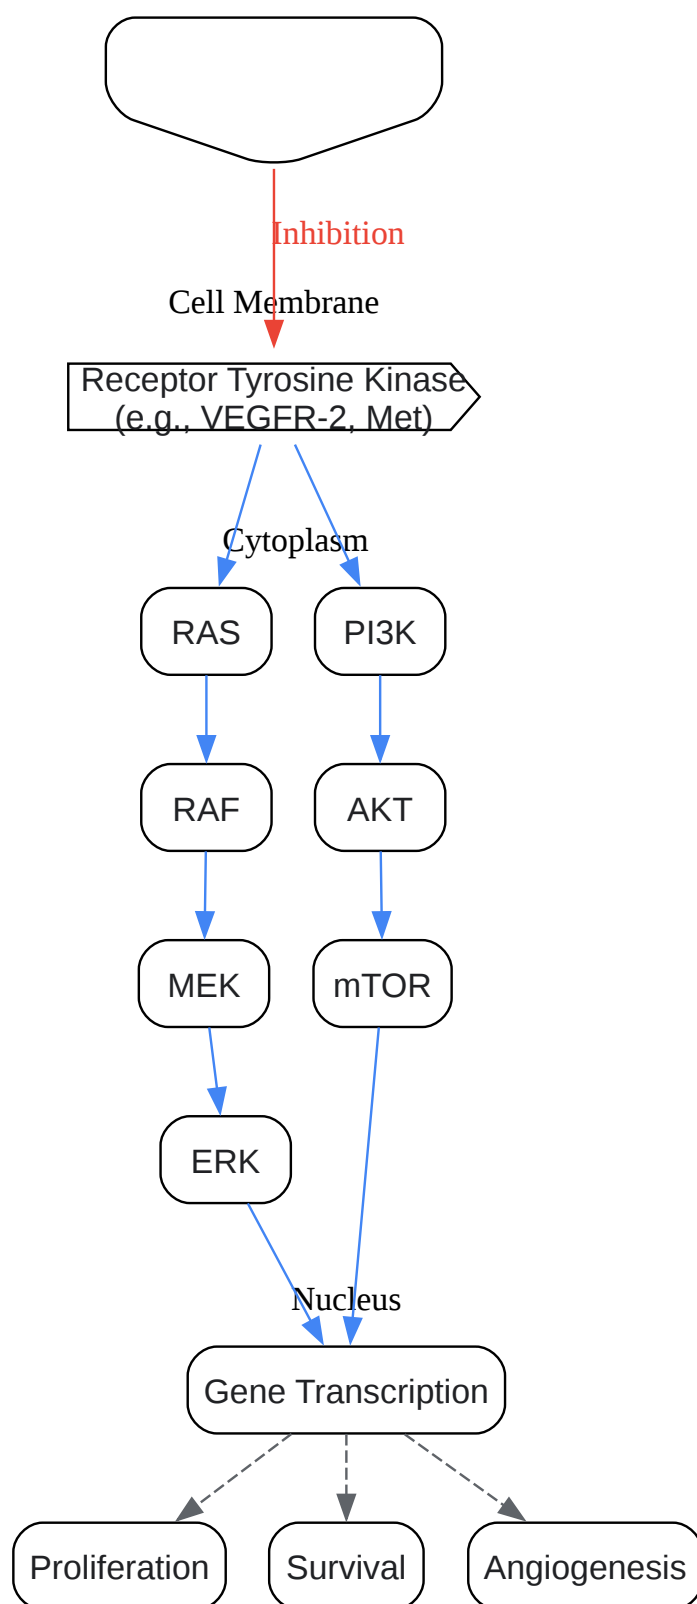 Inhibition
Cell Membrane
Receptor Tyrosine Kinase
(e.g., VEGFR-2, Met)
Cytoplasm
RAS
PI3K
RAF
AKT
MEK
mTOR
ERK
Nucleus
Gene Transcription
Proliferation
Survival
Angiogenesis